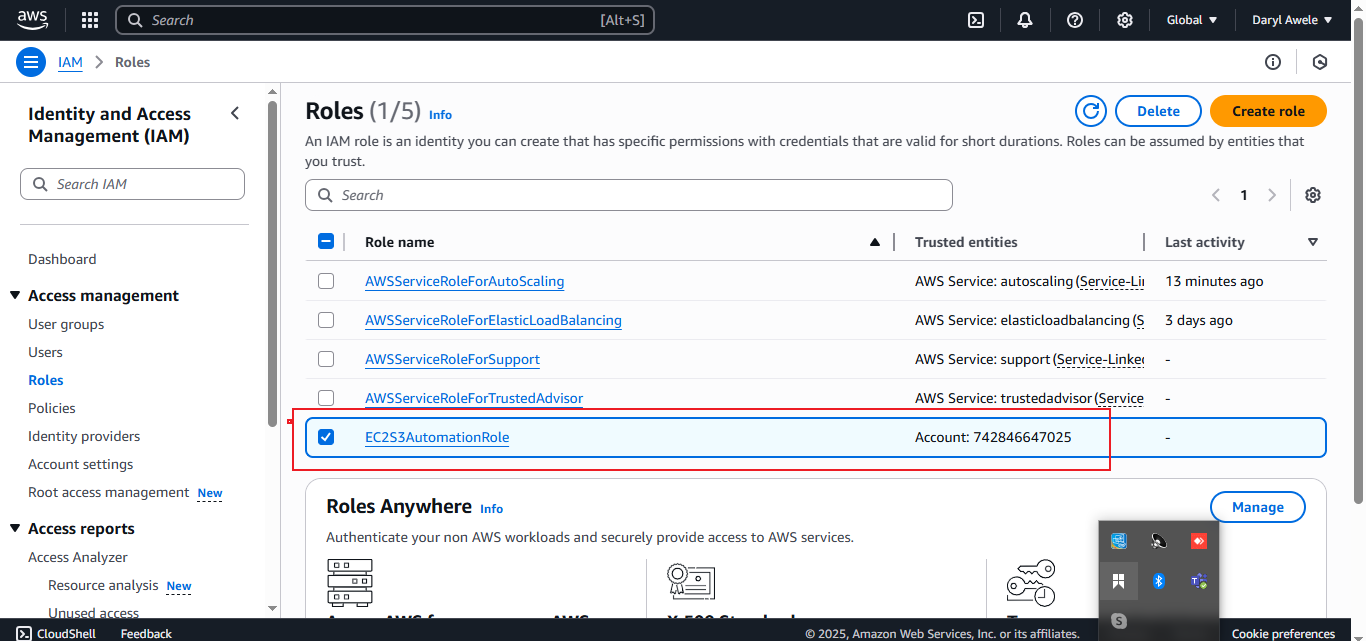 aws
Search
[Alt+S]
Global
Daryl Awele
IAM
Roles
Identity and Access
Management (IAM)
Search IAM
Dashboard
Access management
User groups
Users
Roles
Policies
Identity providers
Account settings
Root access management New
Access reports
Access Analyzer
Resource analysis New
Unused access
Roles (1/5) Info
Delete
Create role
An IAM role is an identity you can create that has specific permissions with credentials that are valid for short durations. Roles can be assumed by entities that
you trust.
Search
1
Role name Trusted entities Last activity
AWSServiceRoleForAutoScaling AWS Service: autoscaling (Service-Li 13 minutes ago
AWSServiceRoleForElasticLoadBalancing AWS Service: elasticloadbalancing (S 3 days ago
AWSServiceRoleForSupport AWS Service: support (Service-Linked -
AWSServiceRoleForTrustedAdvisor AWS Service: trustedadvisor (Service -
EC2S3AutomationRole Account: 742846647025 -
Roles Anywhere Info
Manage
Authenticate your non AWS workloads and securely provide access to AWS services.
CloudShell Feedback © 2025, Amazon Web Services, Inc. or its affiliates. Cookie preferences